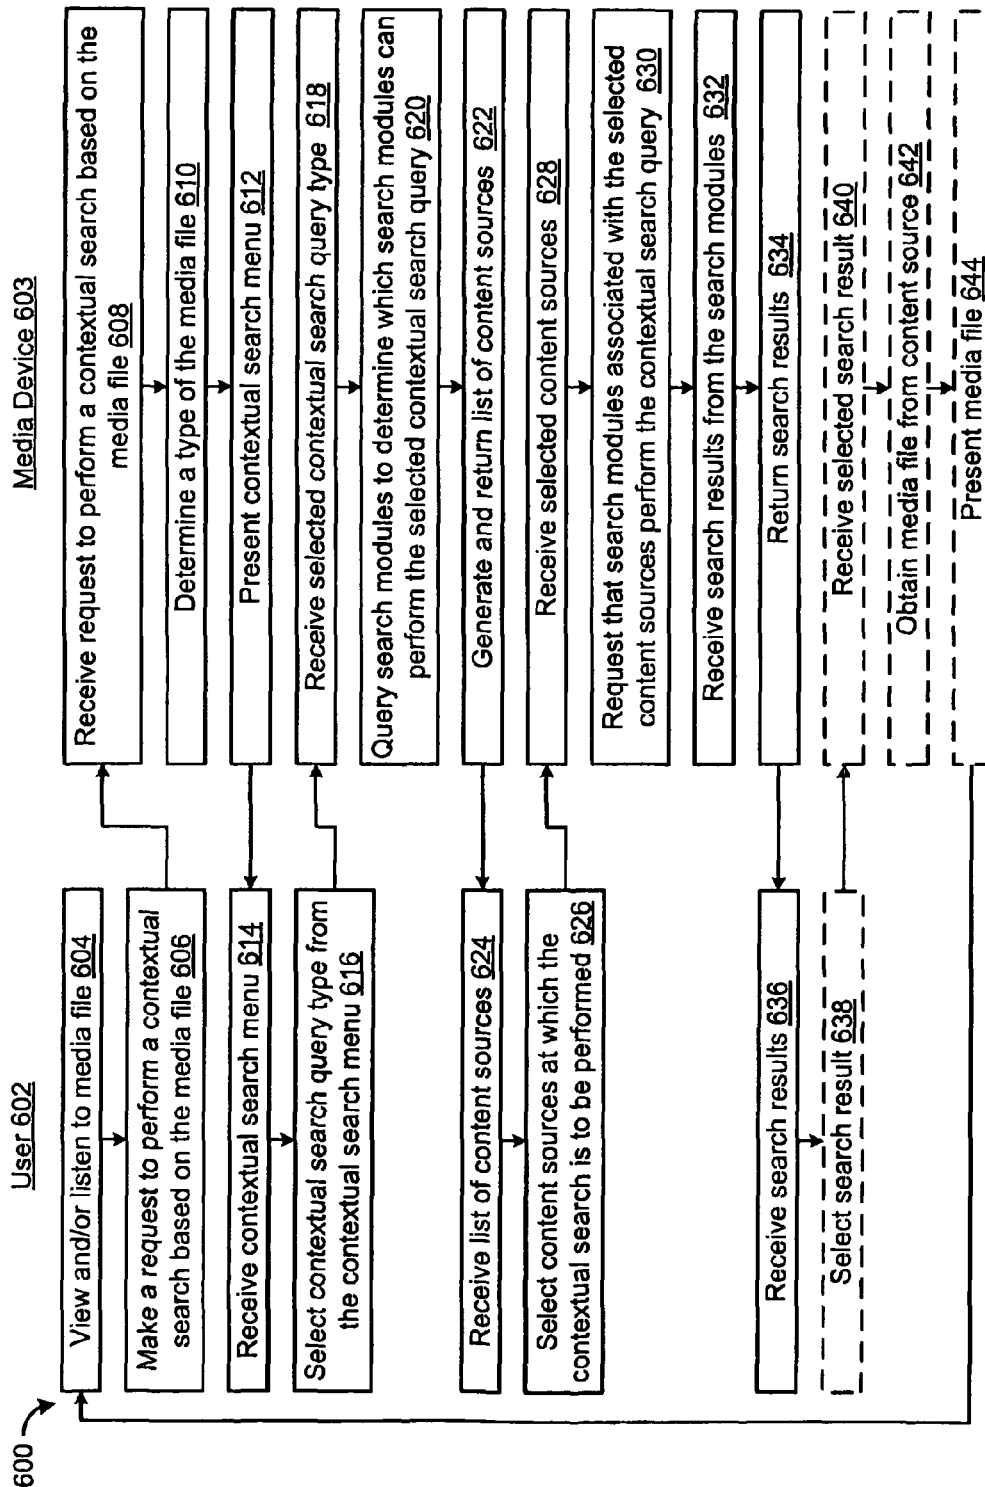 600
User 602
View and/or listen to media file 604
Make a request to perform a contextual
search based on the media file 606
Receive contextual search menu 614
Select contextual search query type from
the contextual search menu 616
Receive list of content sources 624
Select content sources at which the
contextual search is to be performed 626
Receive search results 636
Select search result 638
Media Device 603
Receive request to perform a contextual search based on the
media file 608
Determine a type of the media file 610
Present contextual search menu 612
Receive selected contextual search query type 618
Query search modules to determine which search modules can
perform the selected contextual search query 620
Generate and return list of content sources 622
Receive selected content sources 628
Request that search modules associated with the selected
content sources perform the contextual search query 630
Receive search results from the search modules 632
Return search results 634
Receive selected search result 640
Obtain media file from content source 642
Present media file 644